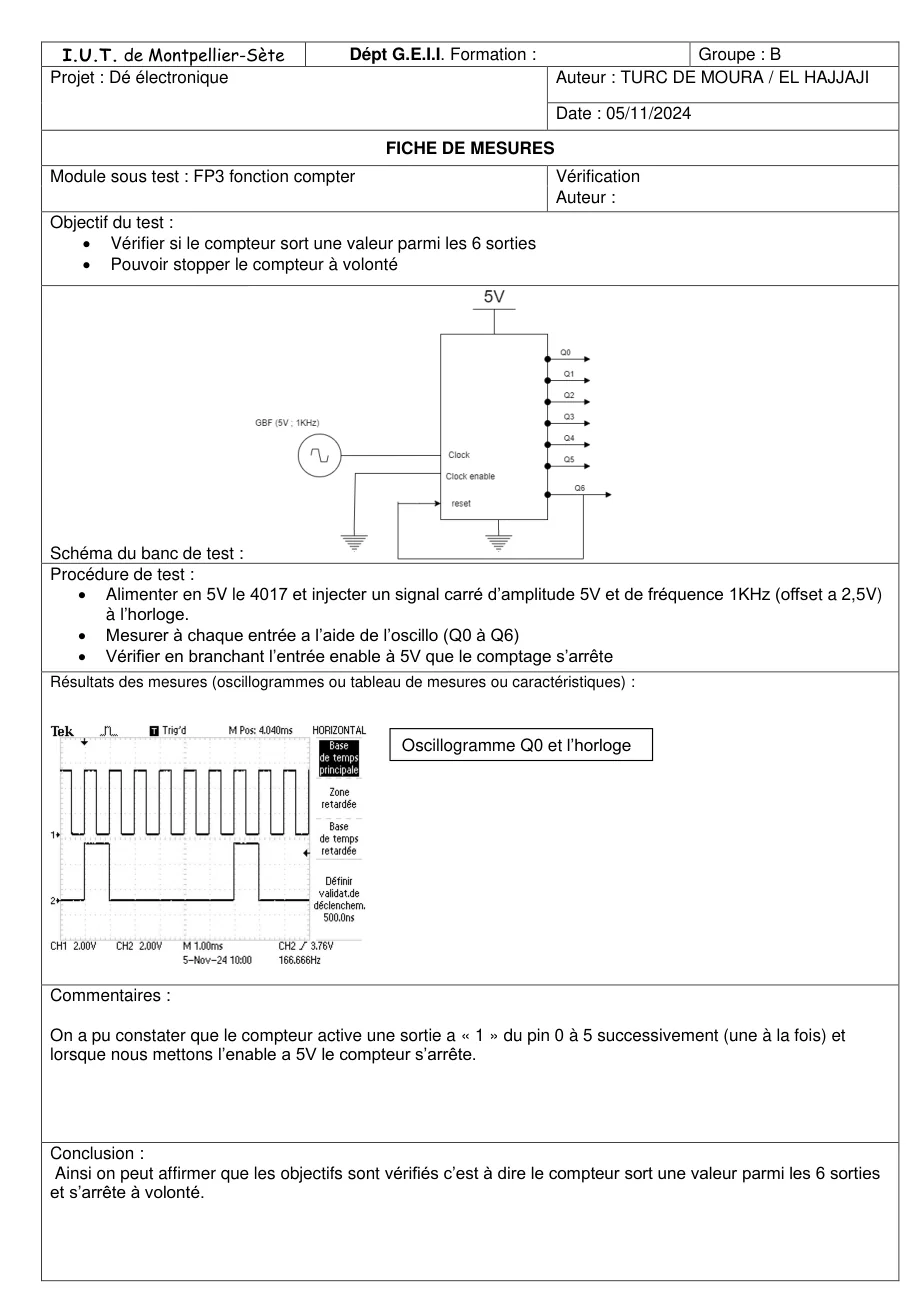 I.U.T. de Montpellier-Sète
Dépt G.E.I.I. Formation :
Groupe : B
Projet : Dé électronique
Auteur : TURC DE MOURA / EL HAJJAJI
Date : 05/11/2024
FICHE DE MESURES
Module sous test : FP3 fonction compter
Vérification
Auteur :
Objectif du test :
• Vérifier si le compteur sort une valeur parmi les 6 sorties
• Pouvoir stopper le compteur à volonté
5V
Q0
Q1
Q2
Q3
Q4
Q5
Q6
GBF (5V ; 1KHz)
Clock
Clock enable
reset
Schéma du banc de test :
Procédure de test :
• Alimenter en 5V le 4017 et injecter un signal carré d’amplitude 5V et de fréquence 1KHz (offset a 2,5V)
à l’horloge.
• Mesurer à chaque entrée a l’aide de l’oscillo (Q0 à Q6)
• Vérifier en branchant l’entrée enable à 5V que le comptage s’arrête
Résultats des mesures (oscillogrammes ou tableau de mesures ou caractéristiques) :
Tek T Trig'd M Pos: 4.040ms HORIZONTAL
Base
de temps
principale
Zone
retardée
Base
de temps
retardée
Définir
validat.de
déclenchem.
500.0ns
1
2
CH1 2.00V CH2 2.00V M 1.00ms CH2 3.76V
5-Nov-24 10:00 166.666Hz
Oscillogramme Q0 et l’horloge
Commentaires :
On a pu constater que le compteur active une sortie a « 1 » du pin 0 à 5 successivement (une à la fois) et
lorsque nous mettons l’enable a 5V le compteur s’arrête.
Conclusion :
Ainsi on peut affirmer que les objectifs sont vérifiés c’est à dire le compteur sort une valeur parmi les 6 sorties
et s’arrête à volonté.